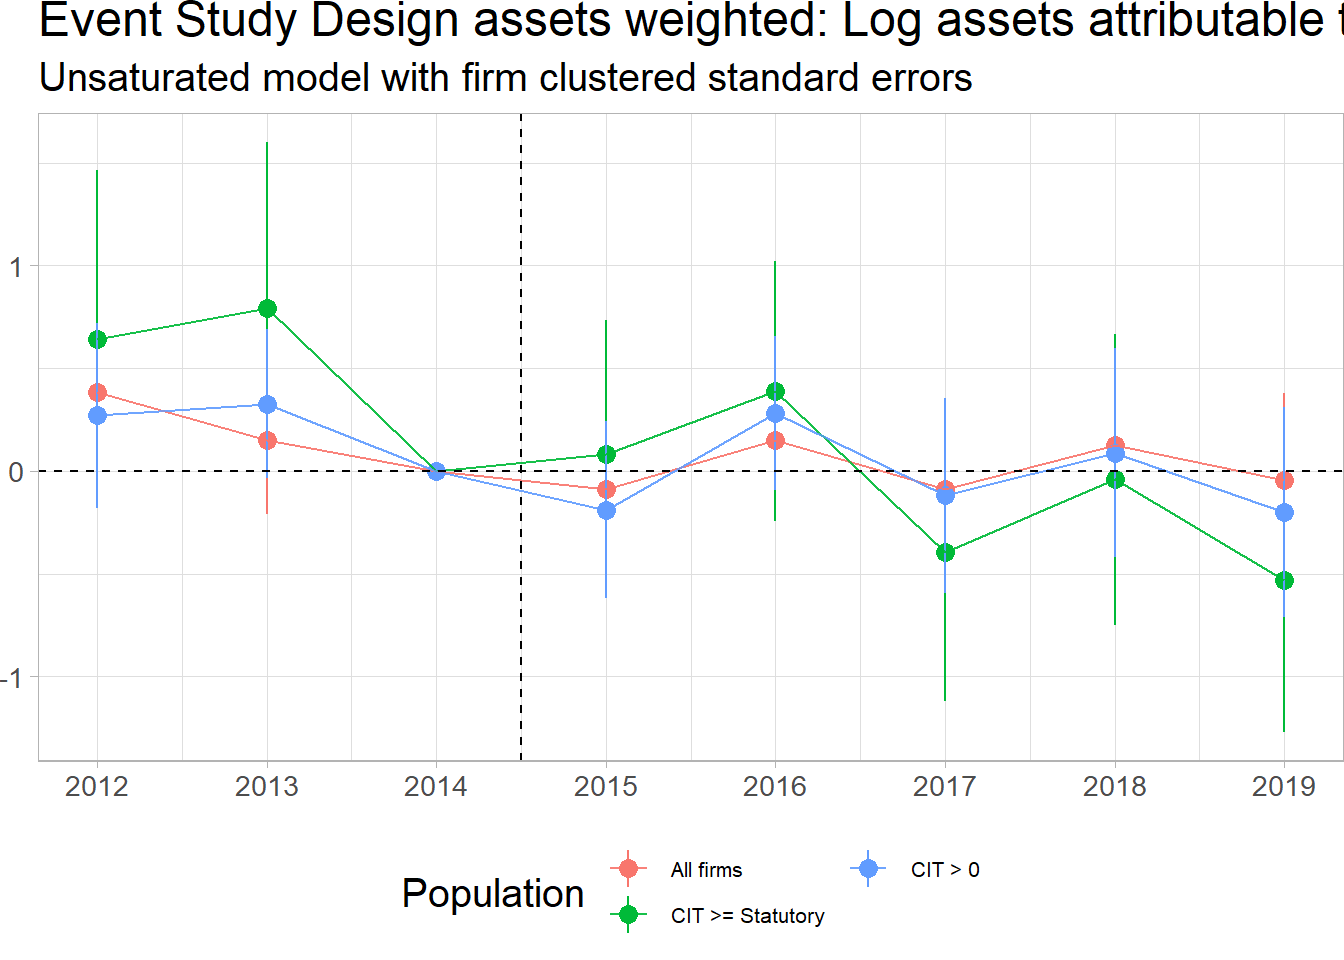 Event Study Design assets weighted: Log assets attributable
Unsaturated model with firm clustered standard errors
1
0
-1
2012 2013 2014 2015 2016 2017 2018 2019
Population
All firms
CIT > 0
CIT >= Statutory